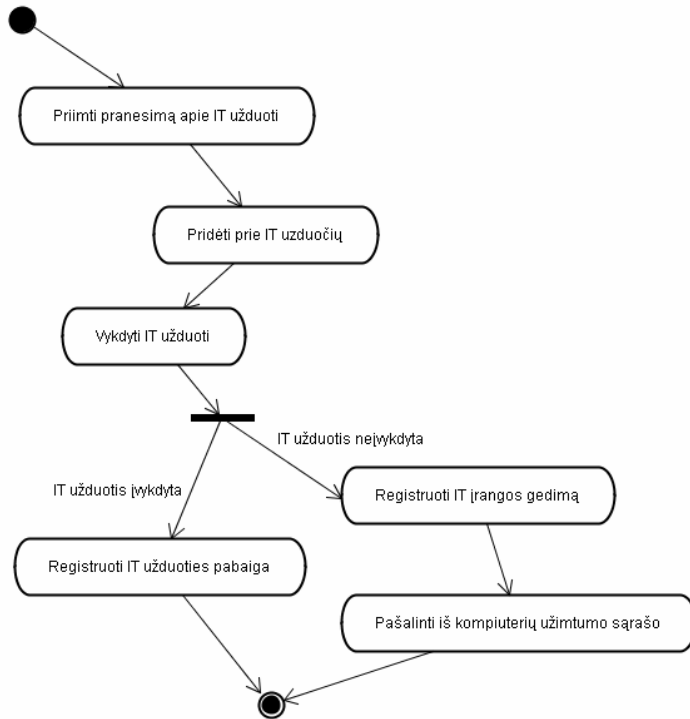 Priimti pranesimą apie IT užduoti
Pridėti prie IT uzduočių
Vykdyti IT užduoti
IT užduotis neįvykdyta
IT užduotis įvykdyta
Registruoti IT įrangos gedimą
Registruoti IT užduoties pabaiga
Pašalinti iš kompiuterių užimtumo sąrašo